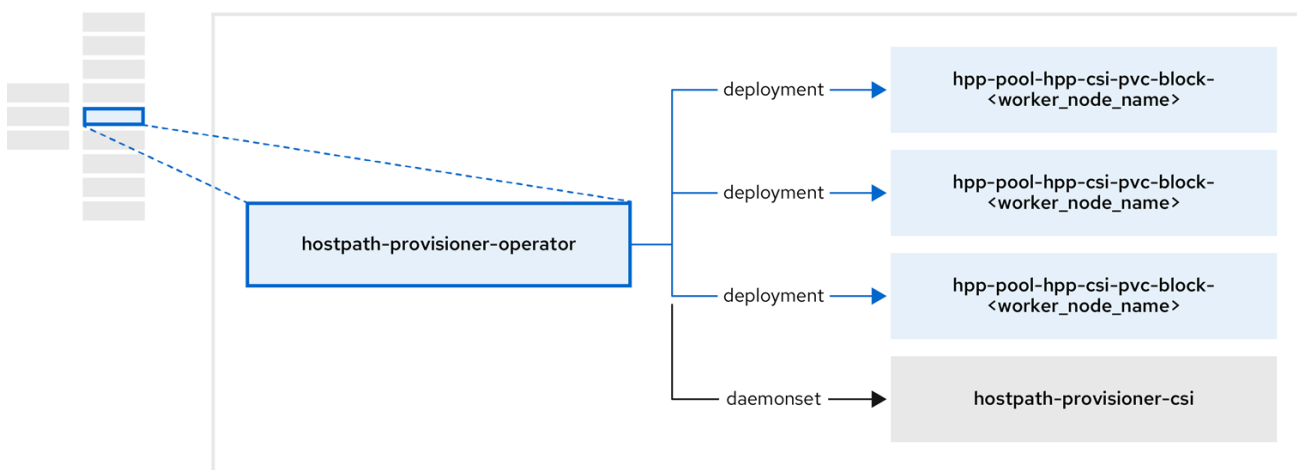 deployment
hpp-pool-hpp-csi-pvc-block-
<worker_node_name>
deployment
hpp-pool-hpp-csi-pvc-block-
<worker_node_name>
hostpath-provisioner-operator
deployment
hpp-pool-hpp-csi-pvc-block-
<worker_node_name>
daemonset
hostpath-provisioner-csi